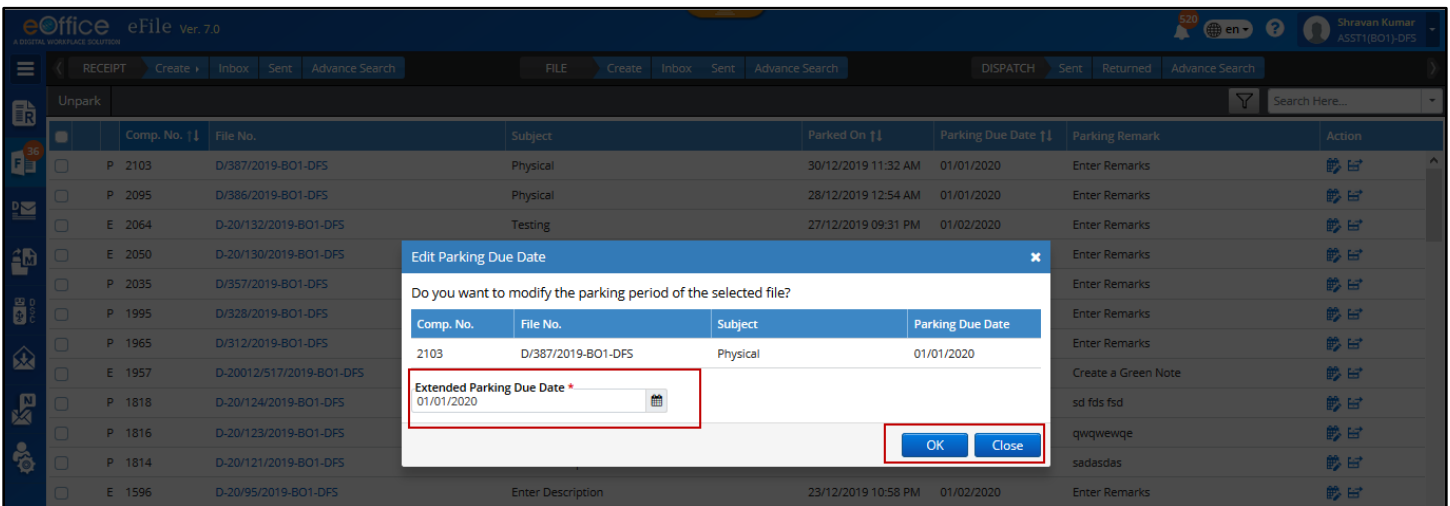 eOffice eFile Ver. 7.0
A DIGITAL WORKPLACE SOLUTION
520
en
?
Shravan Kumar
ASST1(BO1)-DFS
RECEIPT Create Inbox Sent Advance Search FILE Create Inbox Sent Advance Search DISPATCH Sent Returned Advance Search
Unpark Search Here...
Comp. No. File No. Subject Parked On Parking Due Date Parking Remark Action
36
P 2103 D/387/2019-BO1-DFS Physical 30/12/2019 11:32 AM 01/01/2020 Enter Remarks
P 2095 D/386/2019-BO1-DFS Physical 28/12/2019 12:54 AM 01/01/2020 Enter Remarks
E 2064 D-20/132/2019-BO1-DFS Testing 27/12/2019 09:31 PM 01/02/2020 Enter Remarks
E 2050 D-20/130/2019-BO1-DFS Enter Remarks
P 2035 D/357/2019-BO1-DFS Enter Remarks
P 1995 D/328/2019-BO1-DFS Enter Remarks
P 1965 D/312/2019-BO1-DFS Enter Remarks
E 1957 D-20012/517/2019-BO1-DFS Create a Green Note
P 1818 D-20/124/2019-BO1-DFS sd fds fsd
P 1816 D-20/123/2019-BO1-DFS qwqwewqe
P 1814 D-20/121/2019-BO1-DFS sadasdas
E 1596 D-20/95/2019-BO1-DFS Enter Description 23/12/2019 10:58 PM 01/02/2020 Enter Remarks
Edit Parking Due Date
Do you want to modify the parking period of the selected file?
Comp. No. File No. Subject Parking Due Date
2103 D/387/2019-BO1-DFS Physical 01/01/2020
Extended Parking Due Date *
01/01/2020
OK Close